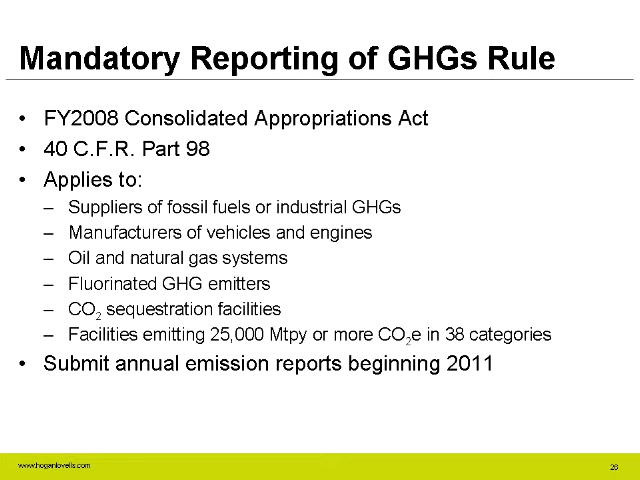 Mandatory Reporting of GHGs Rule
• FY2008 Consolidated Appropriations Act
• 40 C.F.R. Part 98
• Applies to:
– Suppliers of fossil fuels or industrial GHGs
– Manufacturers of vehicles and engines
– Oil and natural gas systems
– Fluorinated GHG emitters
– CO₂ sequestration facilities
– Facilities emitting 25,000 Mtpy or more CO₂e in 38 categories
• Submit annual emission reports beginning 2011
www.hoganlovells.com 26